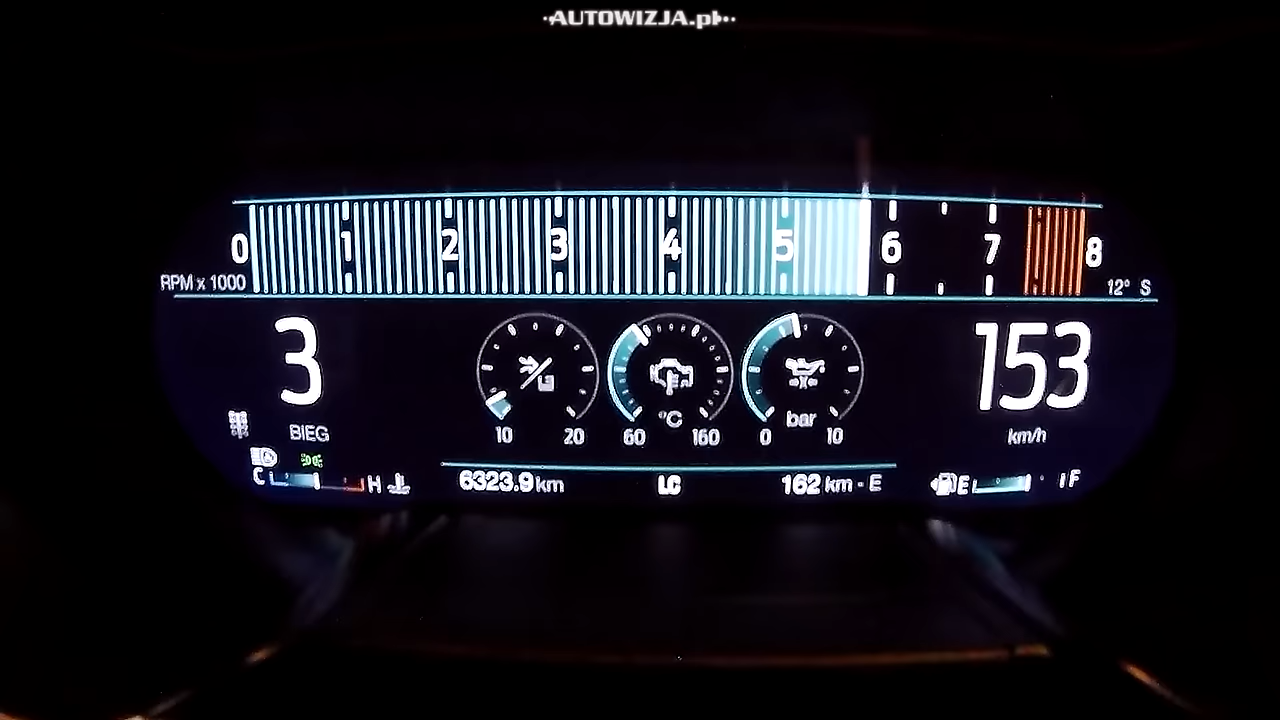 AUTOWIZJA.pl
0 1 2 3 4 5 6 7 8
RPM x 1000
12° S
3
153
BIEG
°C
bar
km/h
10 20
60 160
0 10
C H
6323.9 km
LC
162 km - E
E F